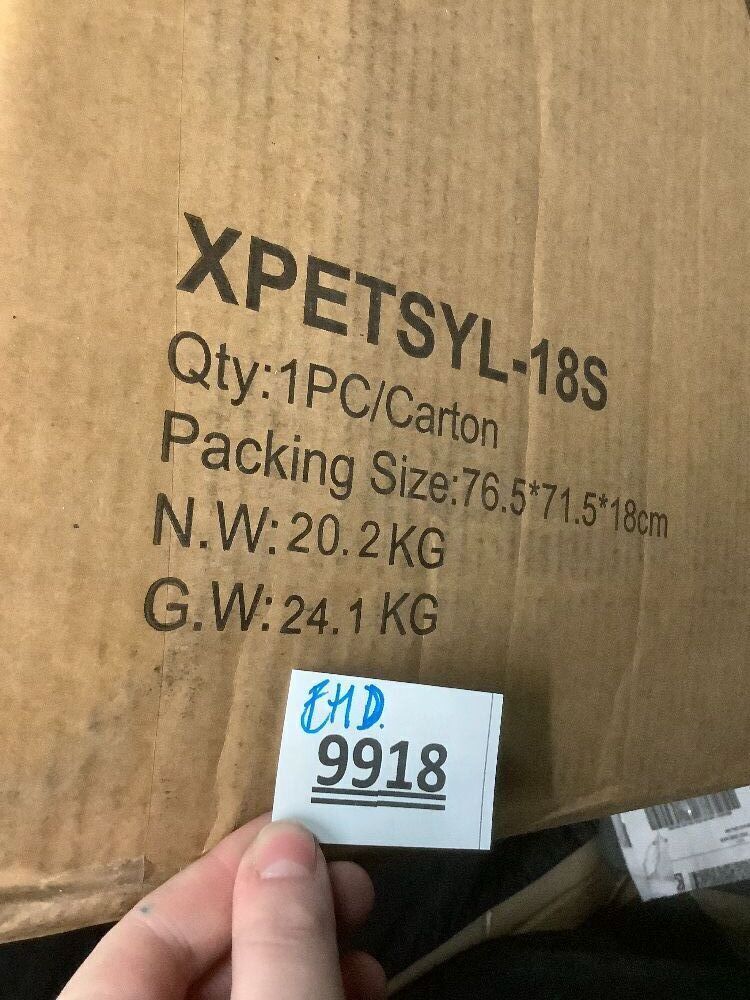 XPETSYL-18S
Qty:1PC/Carton
Packing Size:76.5*71.5*18cm
N.W:20.2KG
G.W:24.1KG
EHD.
9918